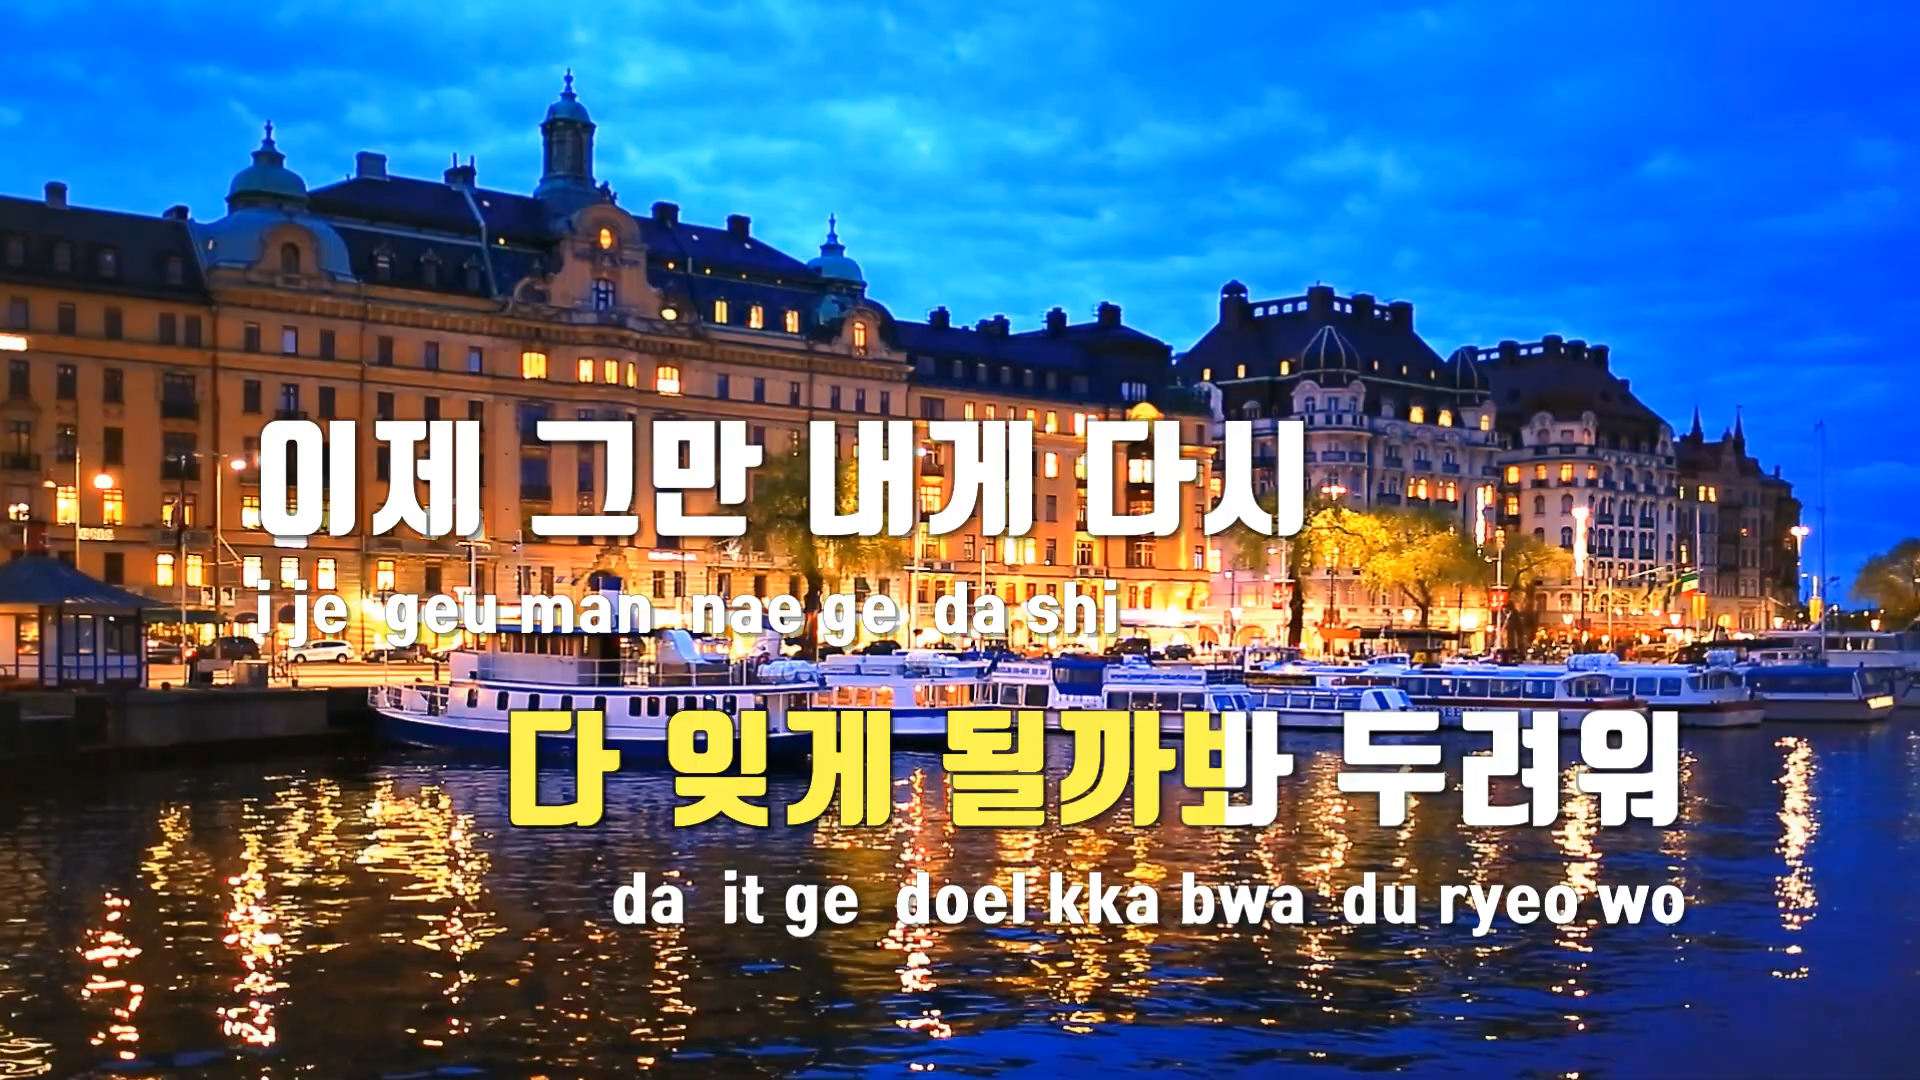 이제 그만 내게 다시
i je geu man nae ge da shi
다 잊게 될까봐 두려워
da it ge doel kka bwa du ryeo wo